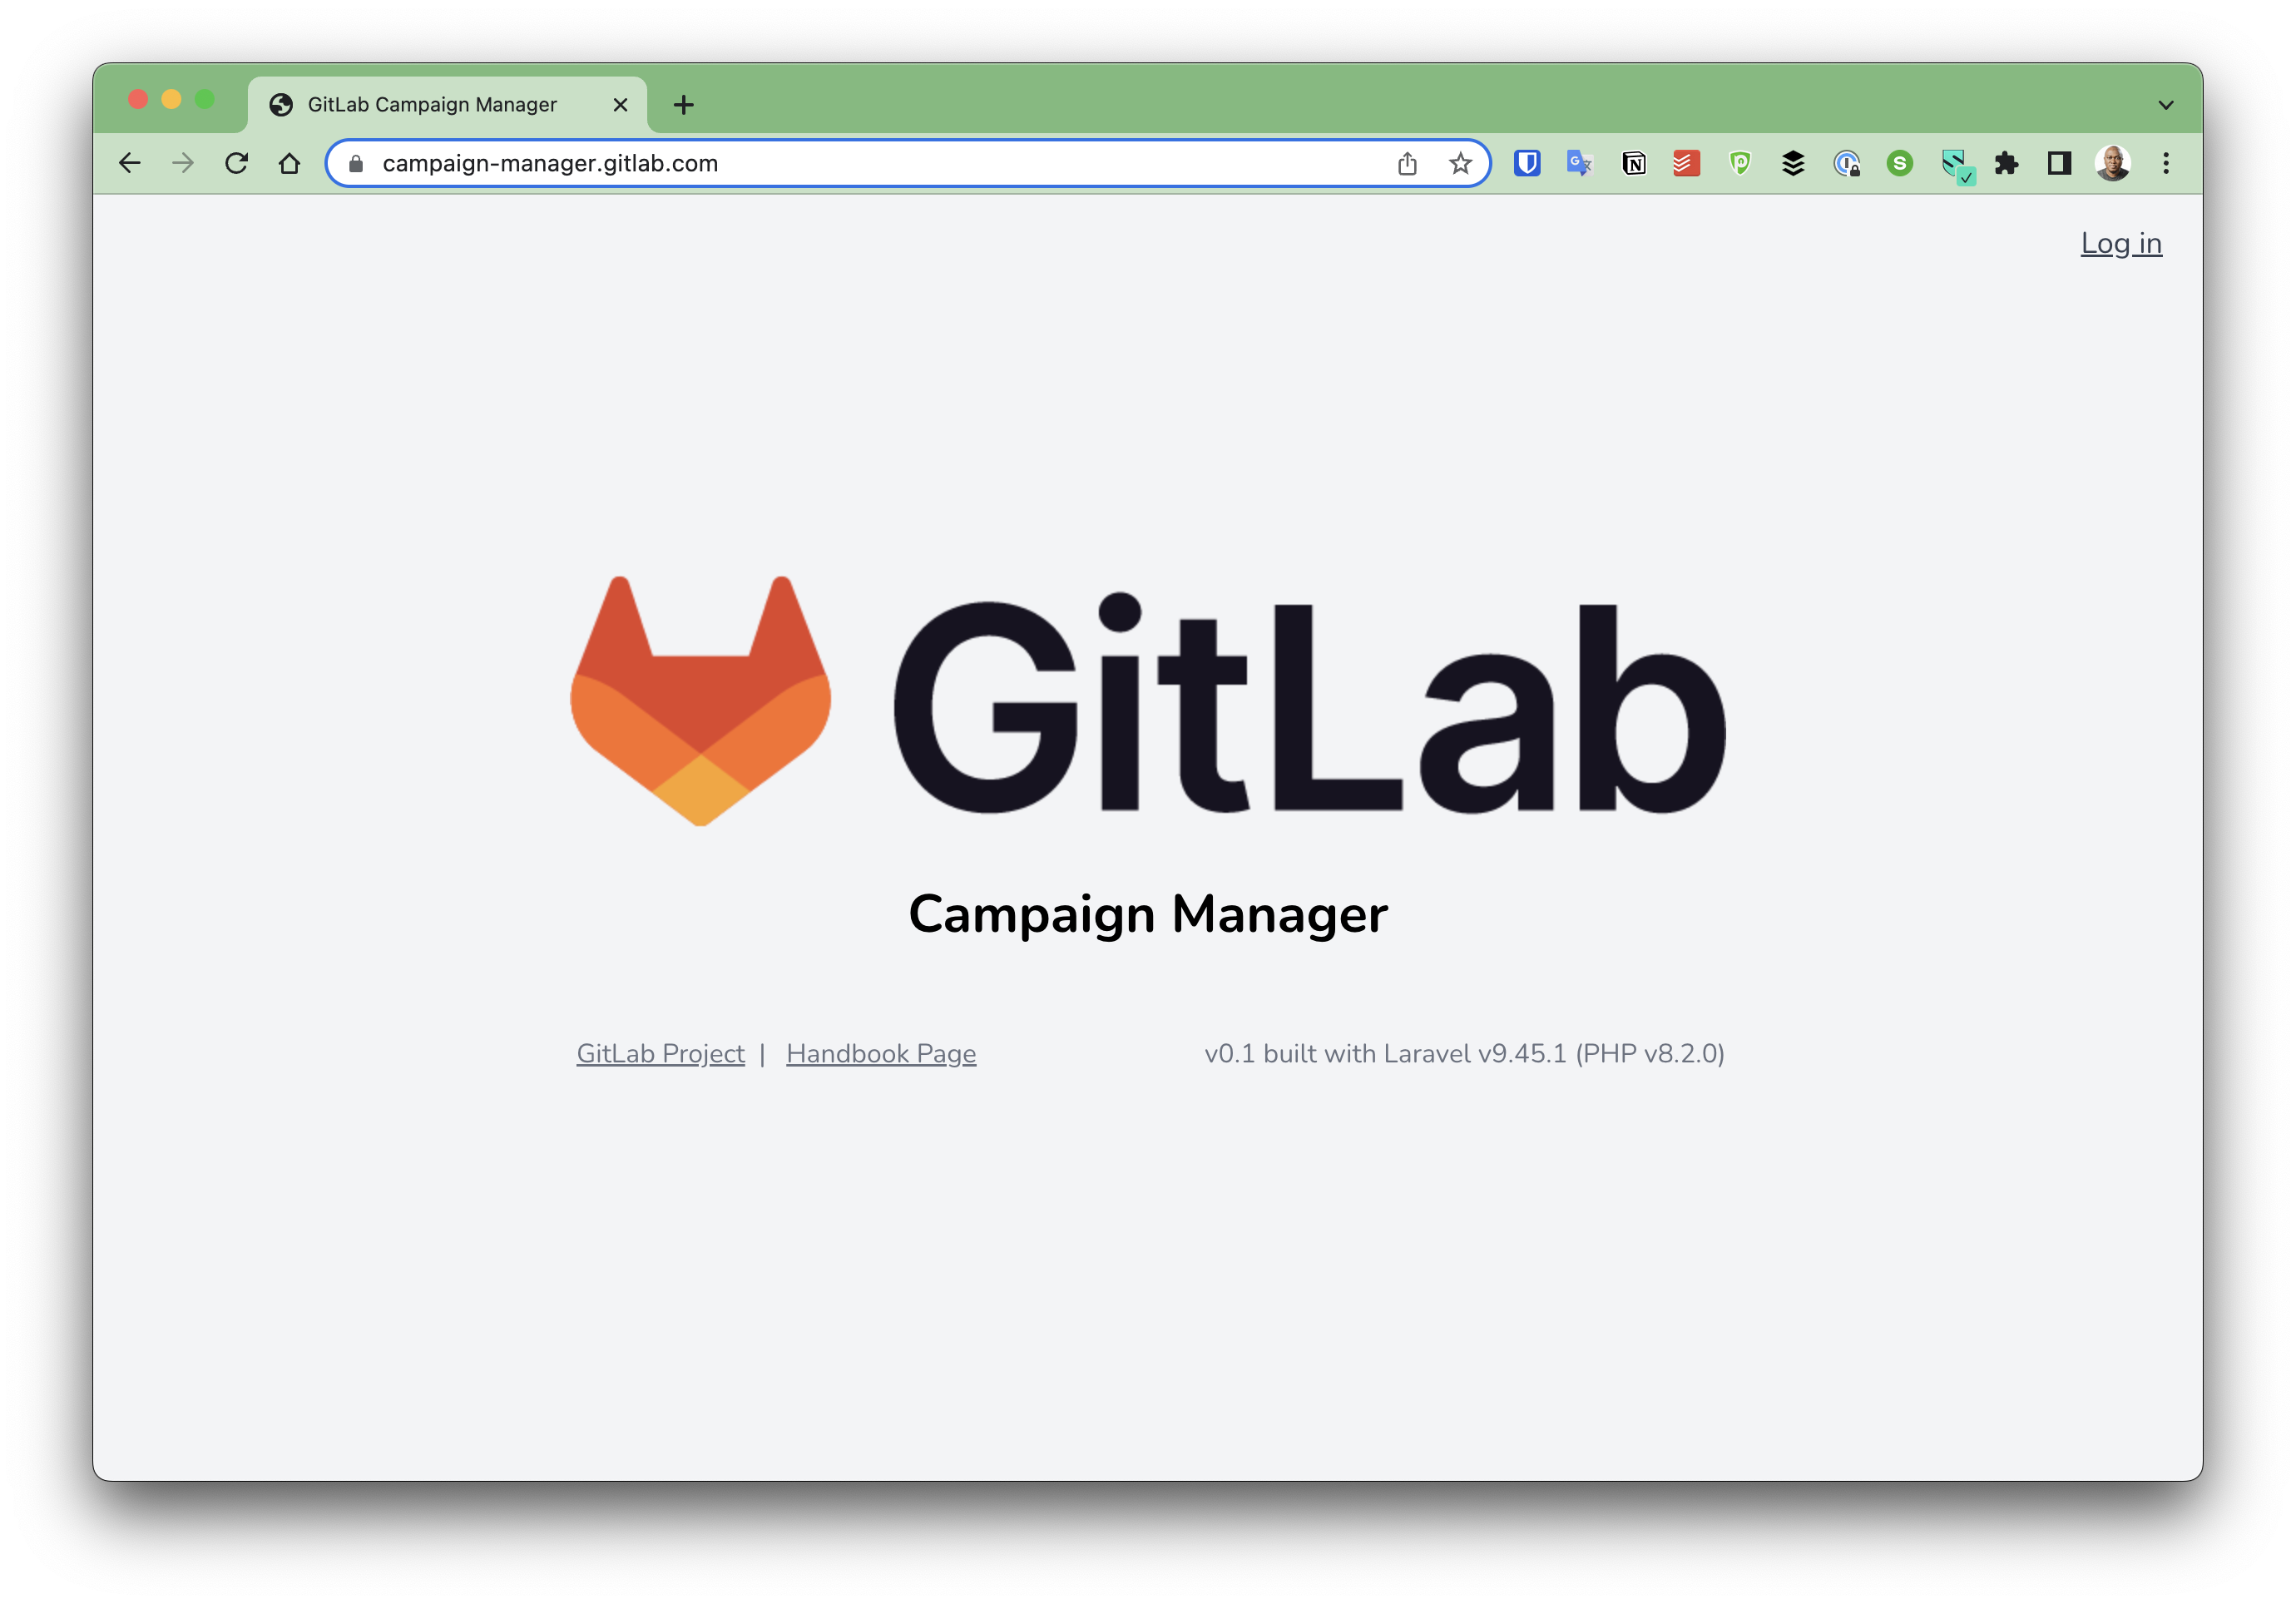 GitLab Campaign Manager
campaign-manager.gitlab.com
Log in
GitLab
Campaign Manager
GitLab Project | Handbook Page
v0.1 built with Laravel v9.45.1 (PHP v8.2.0)